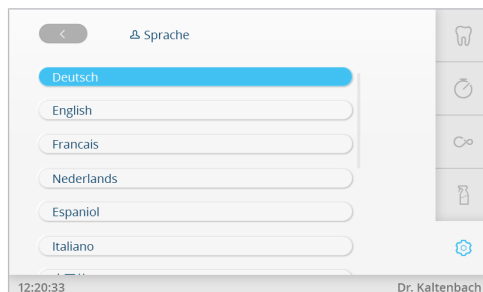 Sprache
Deutsch
English
Francais
Nederlands
Espaniol
Italiano
12:20:33 Dr. Kaltenbach